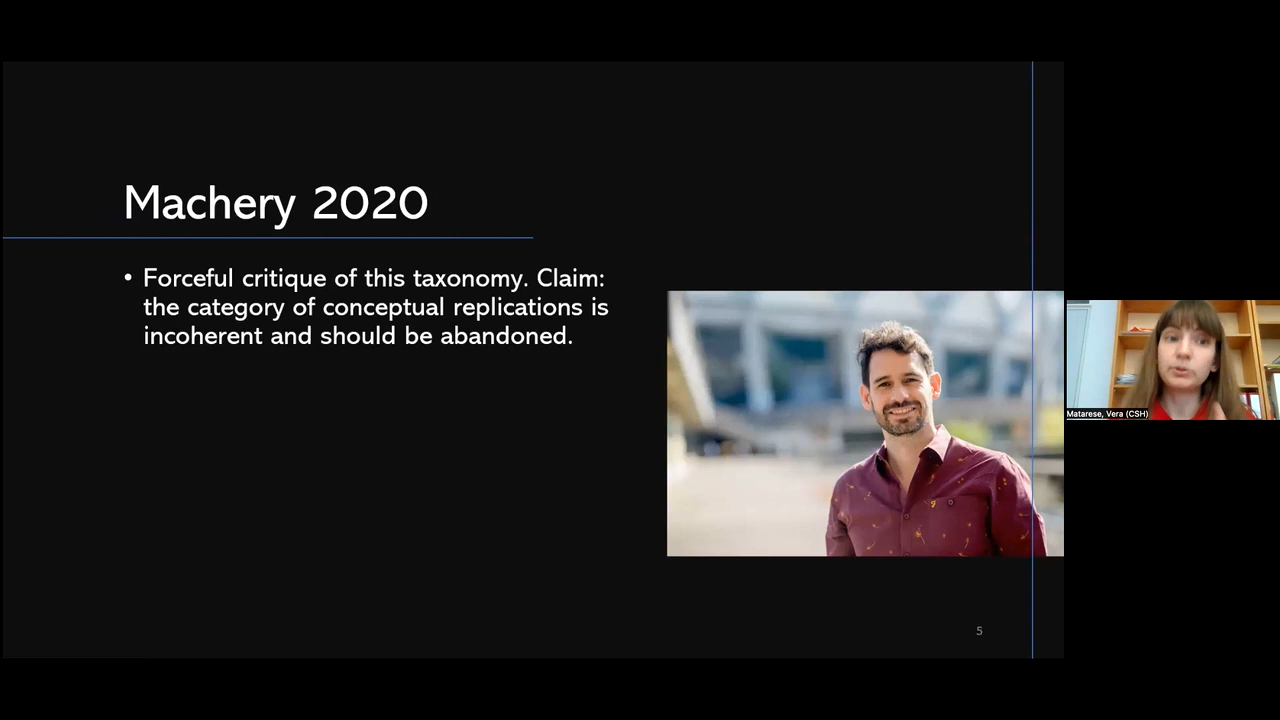 Machery 2020
• Forceful critique of this taxonomy. Claim:
the category of conceptual replications is
incoherent and should be abandoned.
Matarese, Vera (CSH)
5